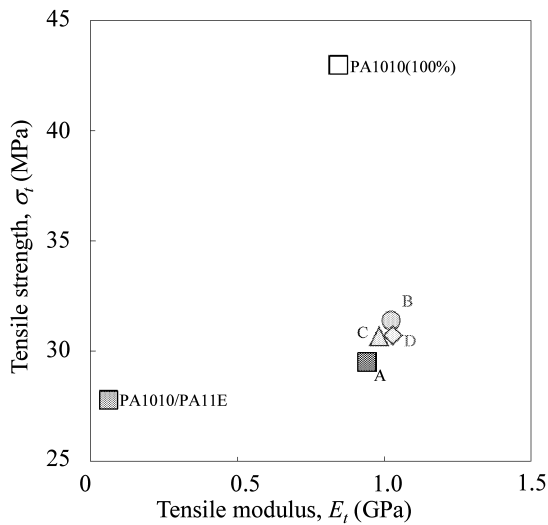 45
PA1010(100%)
40
Tensile strength, σt (MPa)
35
B
C
D
30
A
PA1010/PA11E
25
0 0.5 1.0 1.5
Tensile modulus, Et (GPa)